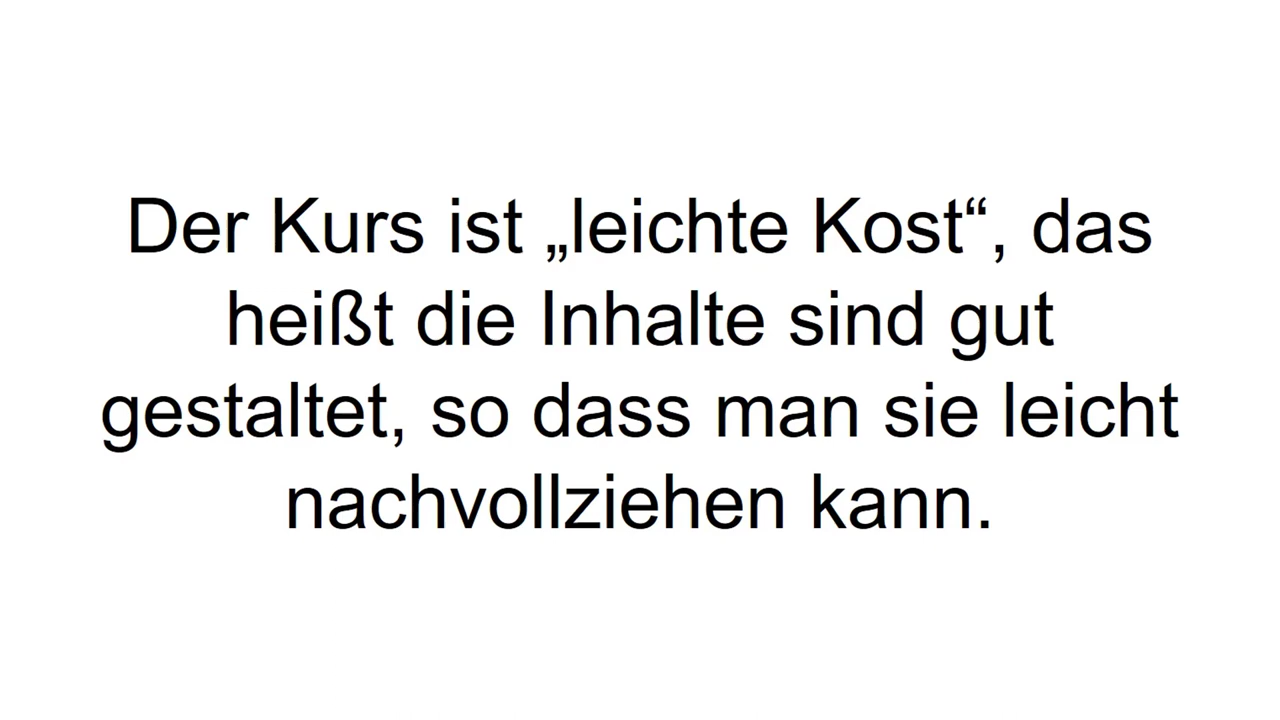 Der Kurs ist „leichte Kost“, das
heißt die Inhalte sind gut
gestaltet, so dass man sie leicht
nachvollziehen kann.